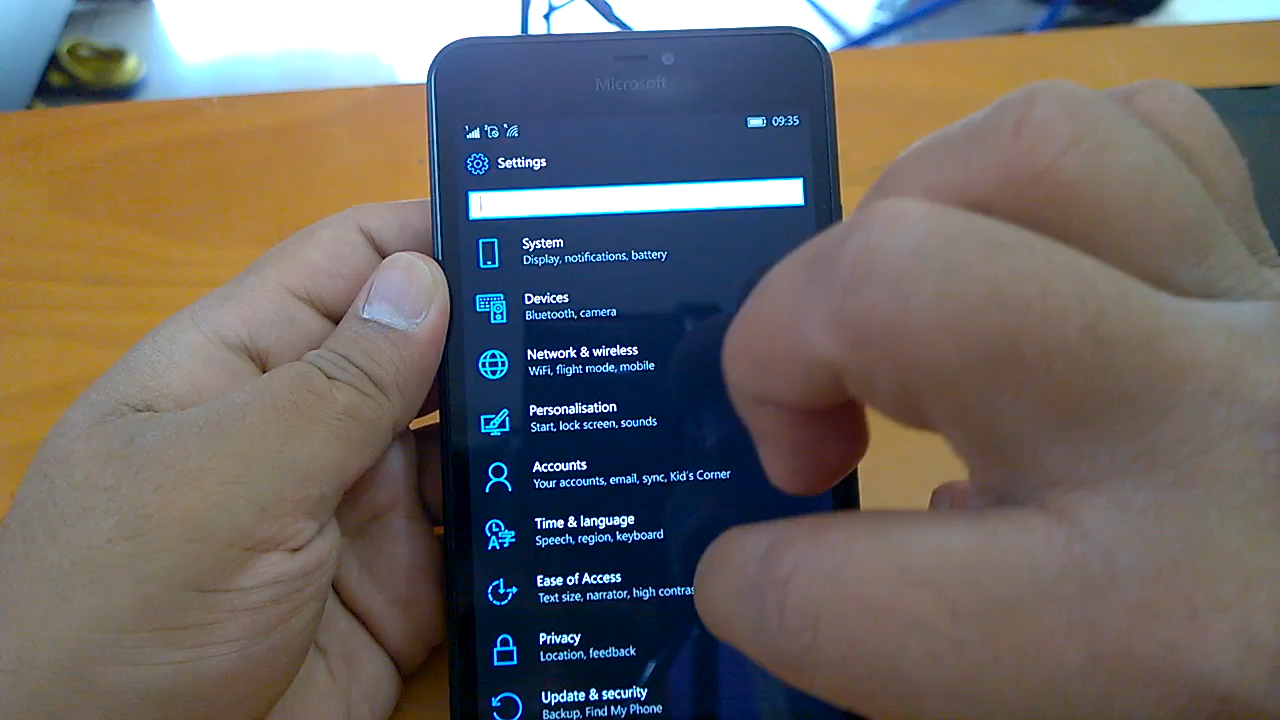 Microsoft
09:35
Settings
System
Display, notifications, battery
Devices
Bluetooth, camera
Network & wireless
WiFi, flight mode, mobile
Personalisation
Start, lock screen, sounds
Accounts
Your accounts, email, sync, Kid's Corner
Time & language
Speech, region, keyboard
Ease of Access
Text size, narrator, high
Privacy
Location, feedback
Update & security
Backup, Find My Phone